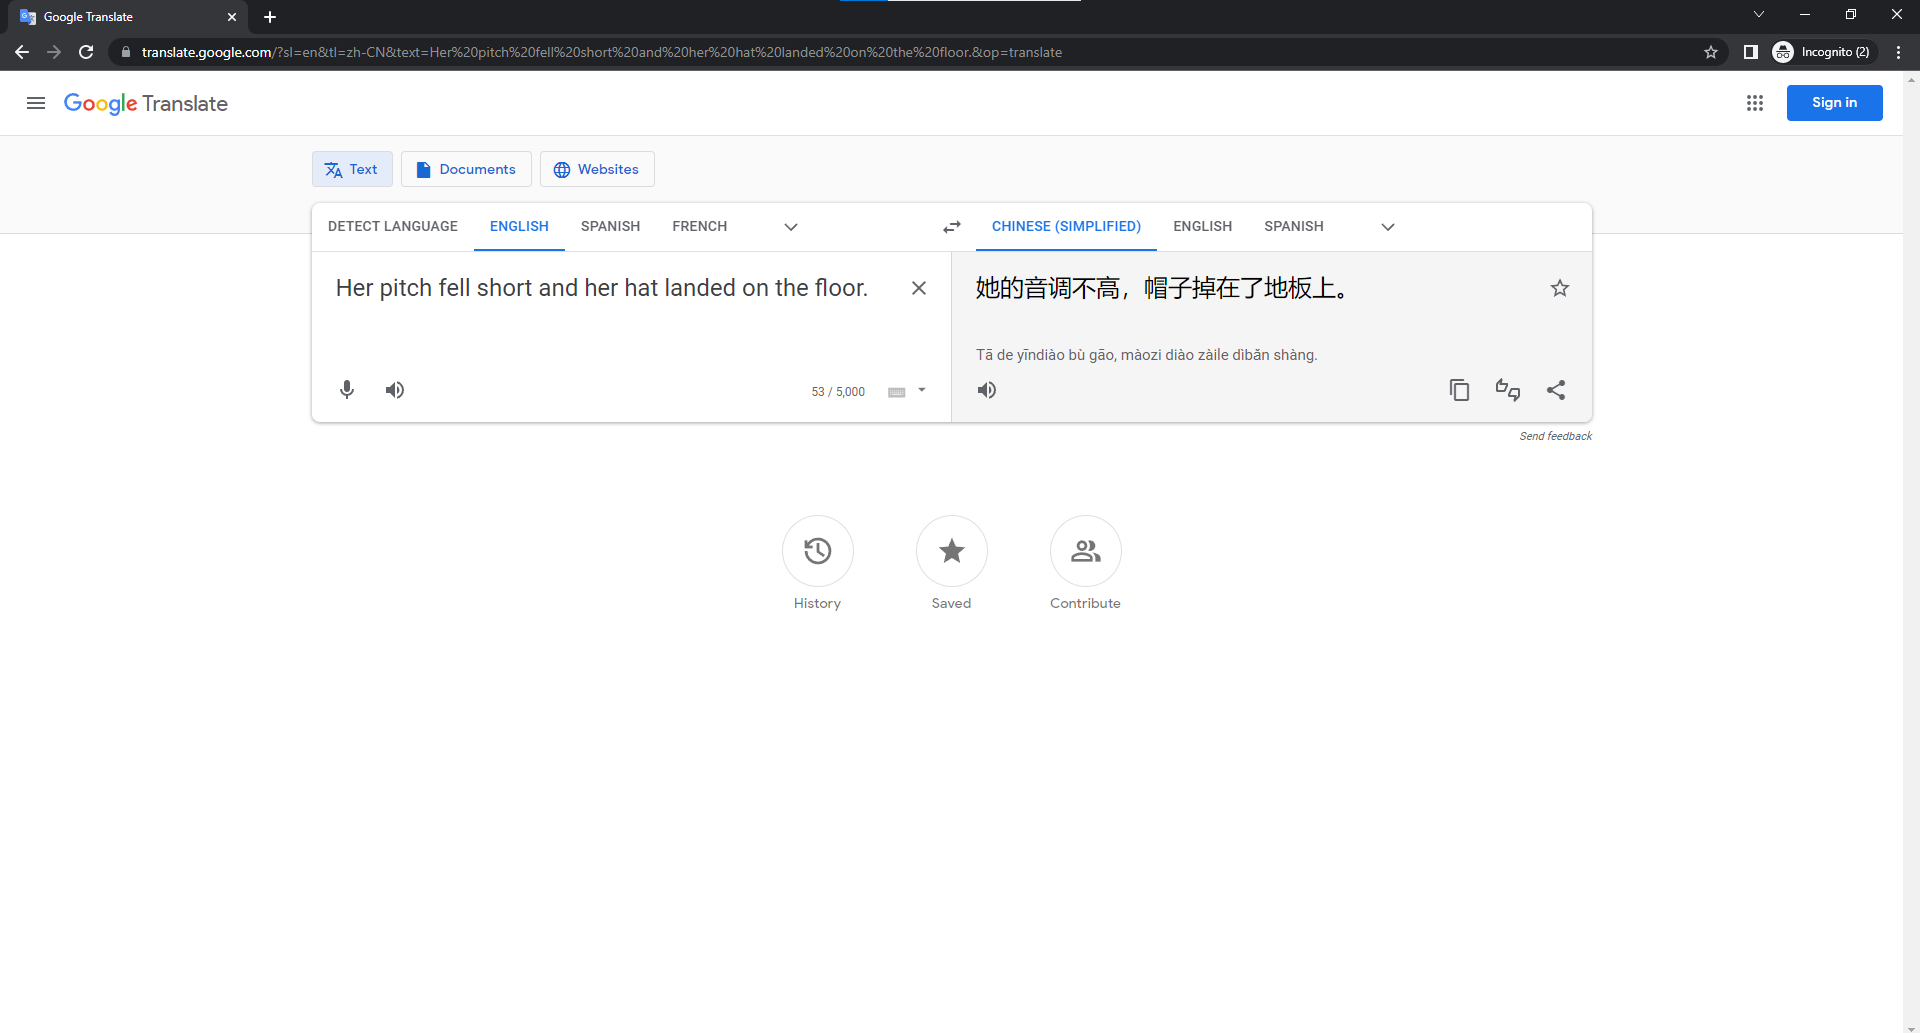 Google Translate
translate.google.com/?sl=en&tl=zh-CN&text=Her%20pitch%20fell%20short%20and%20her%20hat%20landed%20on%20the%20floor.&op=translate
Incognito (2)
Google Translate
Sign in
Text
Documents
Websites
DETECT LANGUAGE
ENGLISH
SPANISH
FRENCH
CHINESE (SIMPLIFIED)
ENGLISH
SPANISH
Her pitch fell short and her hat landed on the floor.
53 / 5,000
她的音调不高，帽子掉在了地板上。
Tā de yīndiào bù gāo, màozi diào zàile dìbǎn shàng.
Send feedback
History
Saved
Contribute